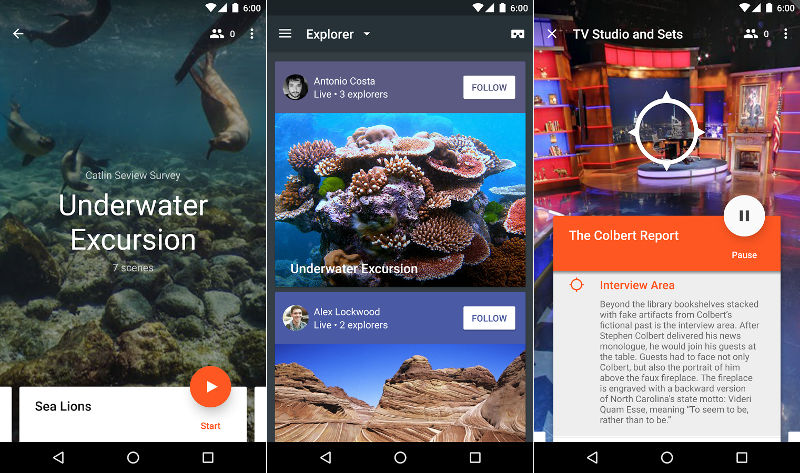 6:00
0
Catlin Seview Survey
Underwater
Excursion
7 scenes
Sea Lions
Start
6:00
Explorer
Antonio Costa
Live • 3 explorers
FOLLOW
Underwater Excursion
Alex Lockwood
Live • 2 explorers
FOLLOW
6:00
TV Studio and Sets
0
The Colbert Report
Pause
Interview Area
Beyond the library bookshelves stacked
with fake artifacts from Colbert's
fictional past is the interview area. After
Stephen Colbert delivered his news
monologue, he would join his guests at
the table. Guests had to face not only
Colbert, but also the portrait of him
above the faux fireplace. The fireplace
is engraved with a backward version
of North Carolina's state motto: Videri
Quam Esse, meaning "To seem to be,
rather than to be."